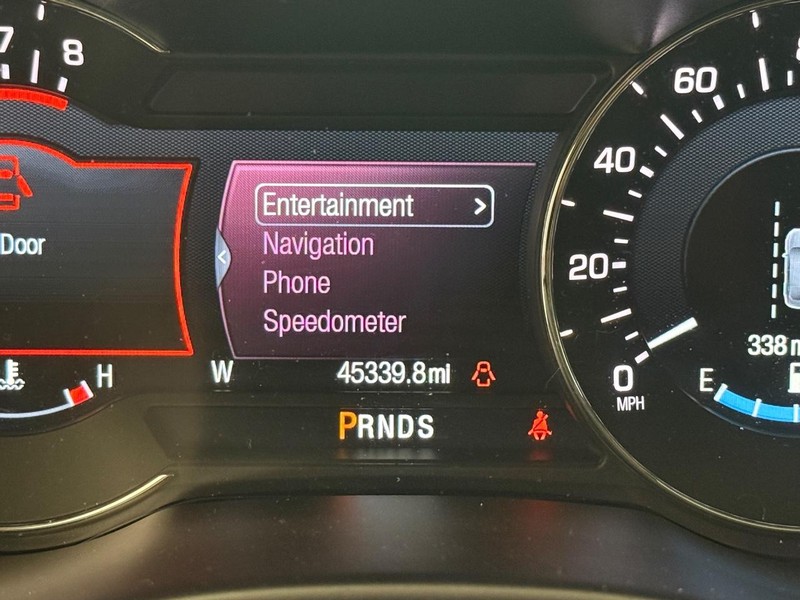 7 8
60
40
20
0
MPH
Door
Entertainment >
Navigation
Phone
Speedometer
H
W 45339.8mi
PRNDS
338
E